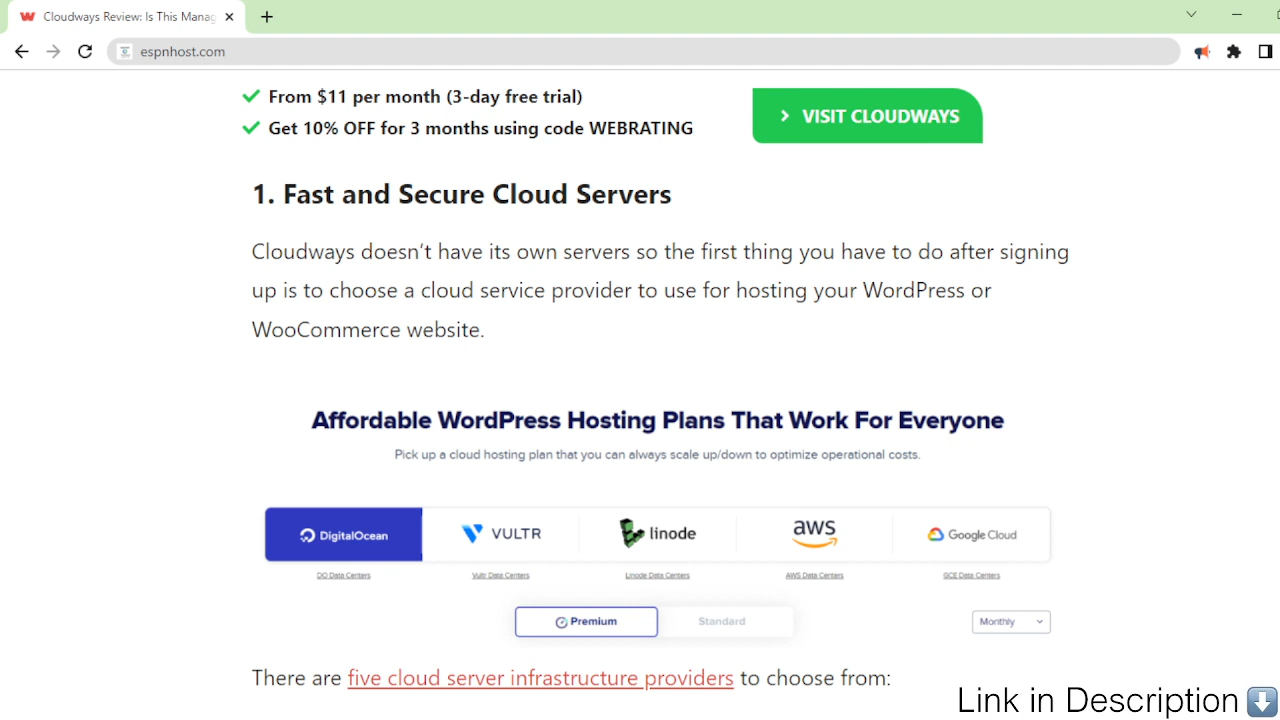 Cloudways Review: Is This Manag
espnhost.com
From $11 per month (3-day free trial)
Get 10% OFF for 3 months using code WEBRATING
VISIT CLOUDWAYS
1. Fast and Secure Cloud Servers
Cloudways doesn't have its own servers so the first thing you have to do after signing
up is to choose a cloud service provider to use for hosting your WordPress or
WooCommerce website.
Affordable WordPress Hosting Plans That Work For Everyone
Pick up a cloud hosting plan that you can always scale up/down to optimize operational costs.
DigitalOcean VULTR linode aws Google Cloud
DO Data Centers Vultr Data Centers Linode Data Centers AWS Data Centers GCE Data Centers
Premium Standard Monthly
There are five cloud server infrastructure providers to choose from:
Link in Description